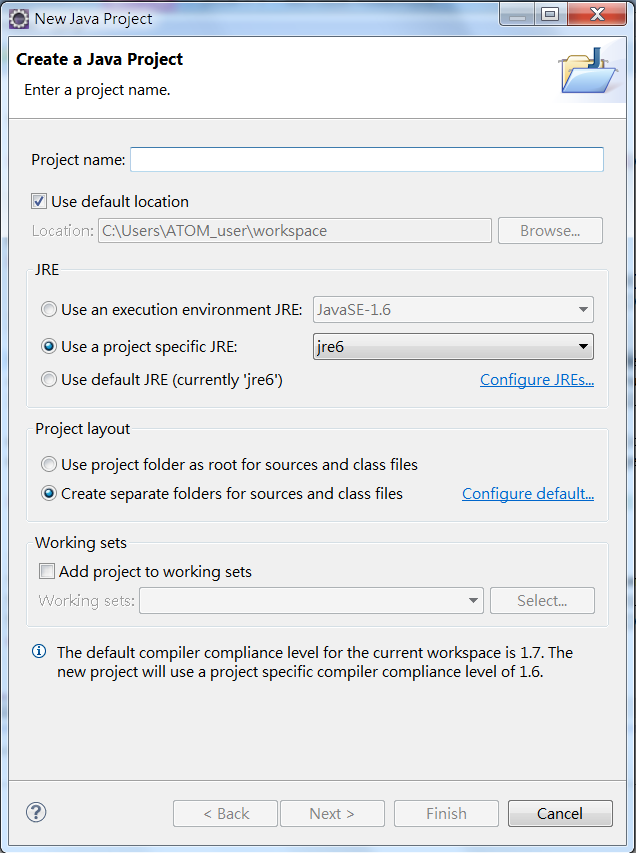 New Java Project
Create a Java Project
Enter a project name.
Project name:
Use default location
Location: C:\Users\ATOM_user\workspace Browse...
JRE
Use an execution environment JRE: JavaSE-1.6
Use a project specific JRE: jre6
Use default JRE (currently 'jre6') Configure JREs...
Project layout
Use project folder as root for sources and class files
Create separate folders for sources and class files Configure default...
Working sets
Add project to working sets
Working sets: Select...
The default compiler compliance level for the current workspace is 1.7. The
new project will use a project specific compiler compliance level of 1.6.
? < Back Next > Finish Cancel